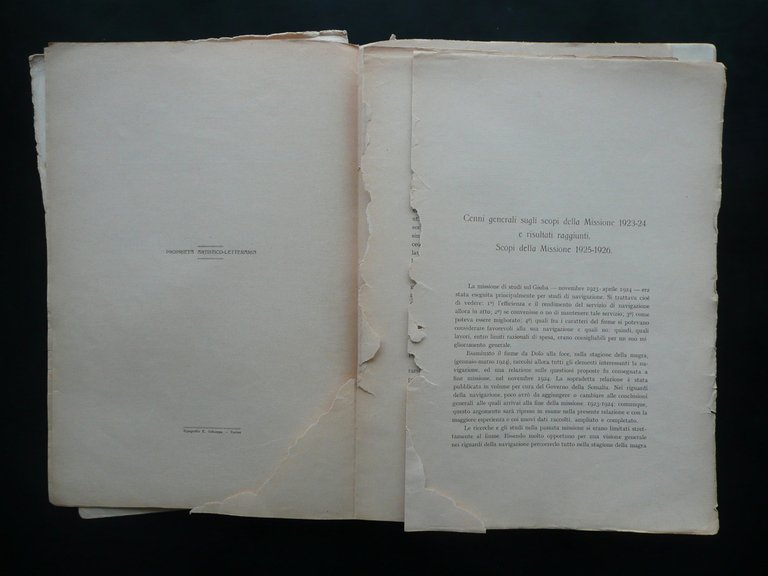 PROPRIETÀ ARTISTICO-LETTERARIA
Tipografia E. Schioppo — Torino
Cenni generali sugli scopi della Missione 1923-24
e risultati raggiunti.
Scopi della Missione 1925-1926.
La missione di studi sul Giuba — novembre 1923 - aprile 1924 — era
stata eseguita principalmente per studi di navigazione. Si trattava cioè
di vedere: 1º) l'efficienza e il rendimento del servizio di navigazione
allora in atto; 2º) se convenisse o no di mantenere tale servizio; 3º) come
poteva essere migliorato; 4º) quali fra i caratteri del fiume si potevano
considerare favorevoli alla sua navigazione e quali no: quindi, quali
lavori, entro limiti razionali di spesa, erano consigliabili per un suo mi-
glioramento generale.
Esaminato il fiume da Dolo alla foce, nella stagione della magra,
(gennaio-marzo 1924), raccolsi allora tutti gli elementi interessanti la na-
vigazione, ed una relazione sulle questioni proposte fu consegnata a
fine missione, nel novembre 1924. La sopradetta relazione è stata
pubblicata in volume per cura del Governo della Somalia. Nei riguardi
della navigazione, poco avrò da aggiungere o cambiare alle conclusioni
generali alle quali arrivai alla fine della missione, 1923-1924; comunque,
questo argomento sarà ripreso in esame nella presente relazione e con la
maggiore esperienza e coi nuovi dati raccolti, ampliato e completato.
Le ricerche e gli studi nella passata missione si erano limitati stret-
tamente al fiume. Essendo molto opportuno per una visione generale
nei riguardi della navigazione percorrerlo tutto nella stagione della magra